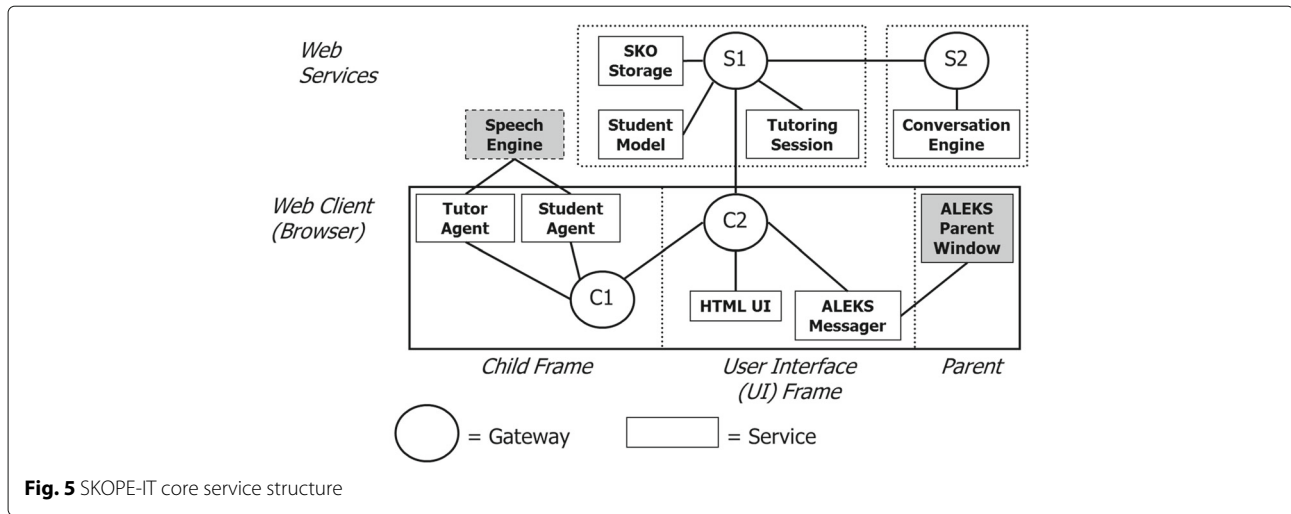 Web
Services
SKO
Storage
S1
S2
Student
Model
Tutoring
Session
Conversation
Engine
Speech
Engine
Web Client
(Browser)
Tutor
Agent
Student
Agent
C2
ALEKS
Parent
Window
C1
HTML UI
ALEKS
Messager
Child Frame
User Interface
(UI) Frame
Parent
= Gateway
= Service
Fig. 5 SKOPE-IT core service structure